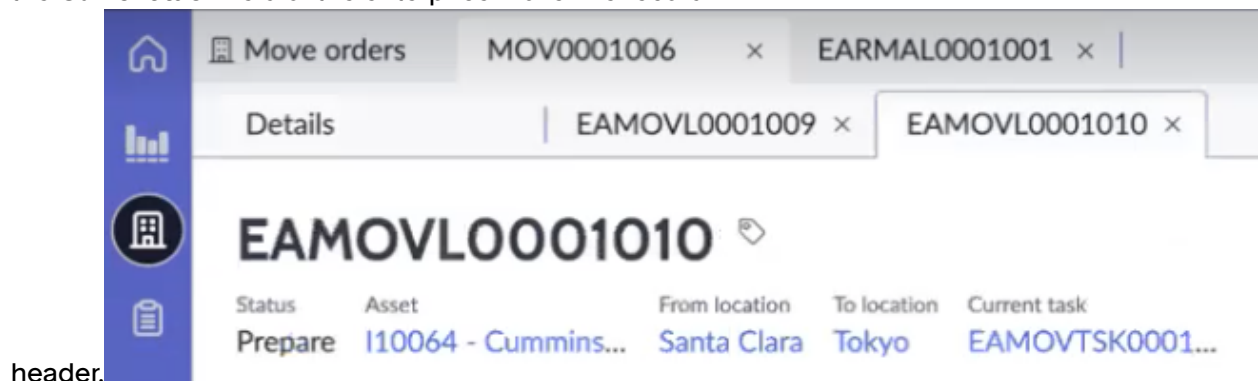 Move orders MOV0001006 × EARMAL0001001 ×
Details EAMOVL0001009 × EAMOVL0001010 ×
EAMOVL0001010
Status Asset From location To location Current task
Prepare I10064 - Cummins... Santa Clara Tokyo EAMOVTSK0001...
header.